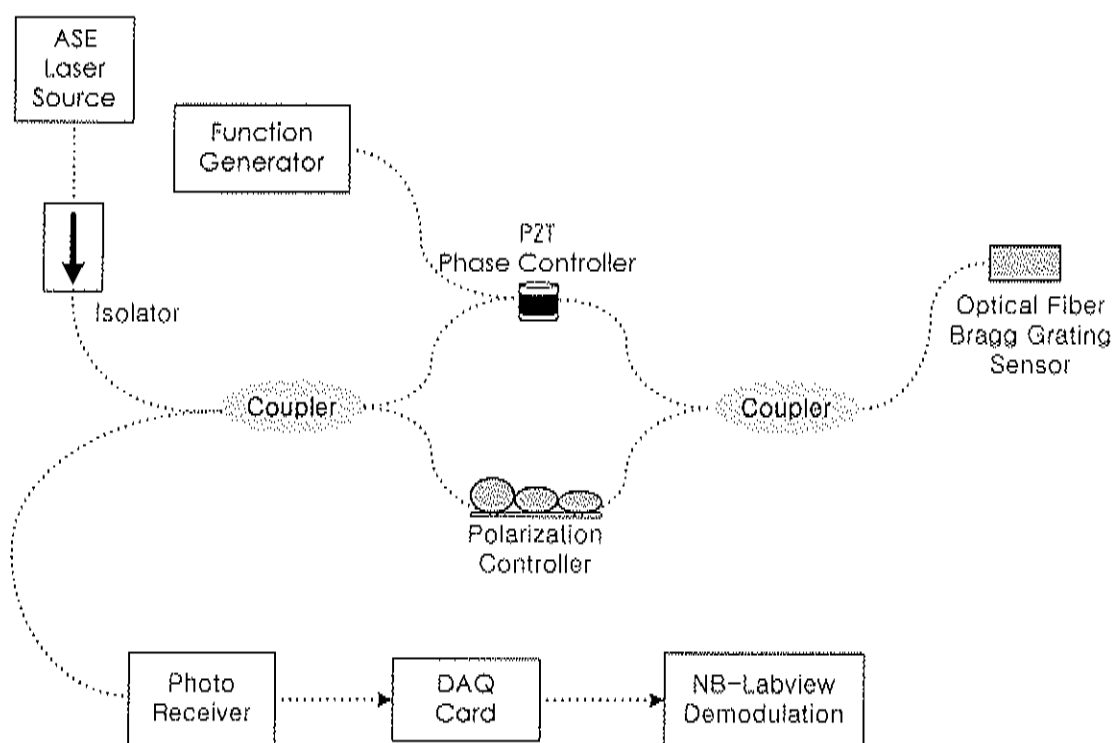 ASE
Laser
Source
Function
Generator
PZT
Phase Controller
Isolator
Optical Fiber
Bragg Grating
Sensor
Coupler
Coupler
Polarization
Controller
Photo
Receiver
DAQ
Card
NB-Labview
Demodulation